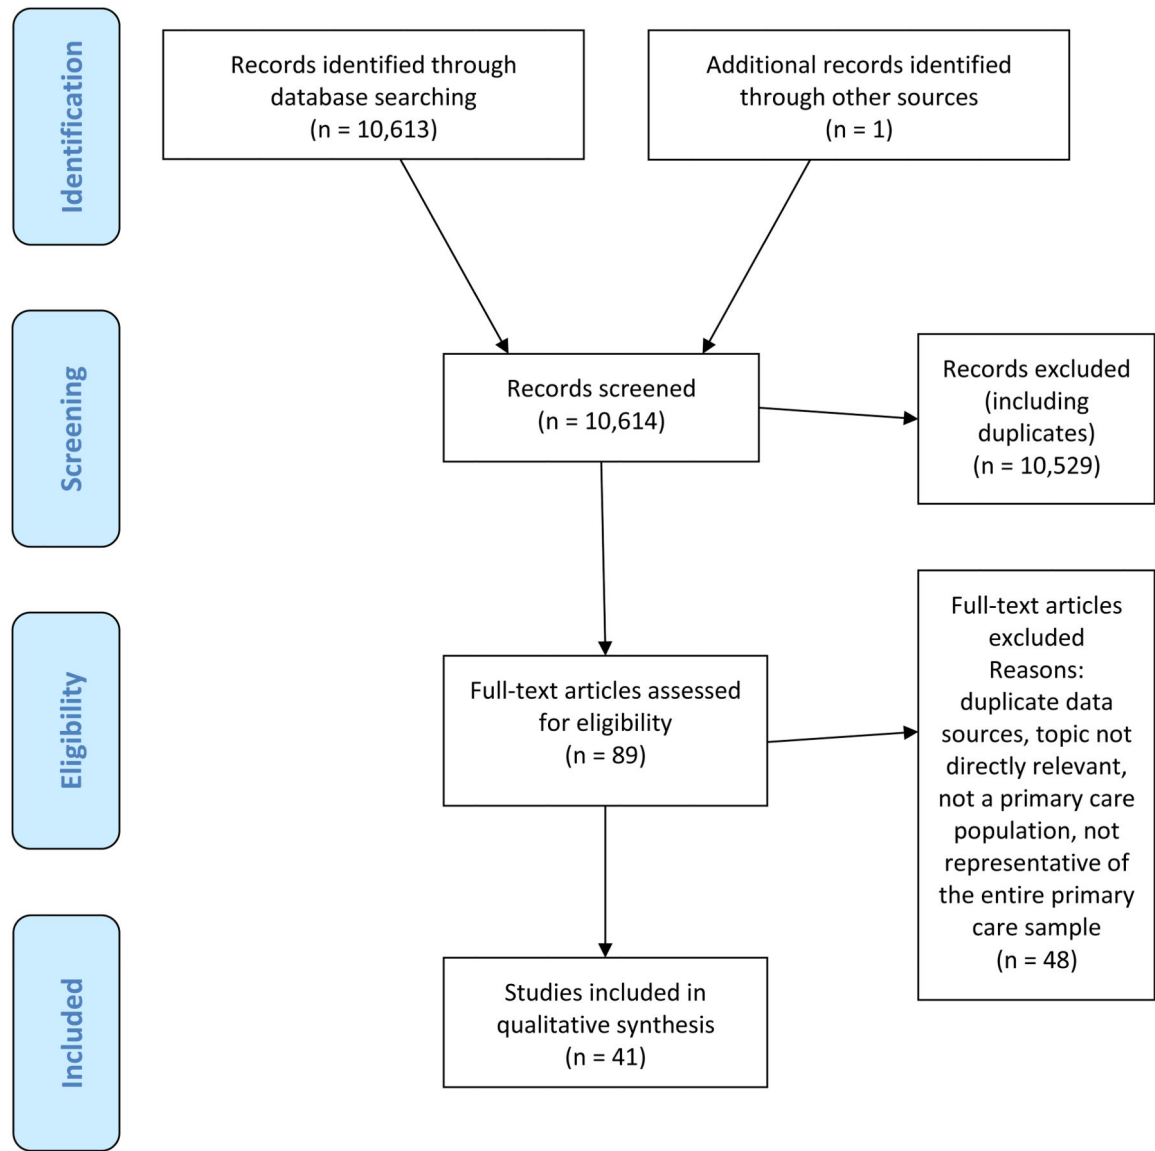 Identification
Records identified through
database searching
(n = 10,613)
Additional records identified
through other sources
(n = 1)
Screening
Records screened
(n = 10,614)
Records excluded
(including
duplicates)
(n = 10,529)
Eligibility
Full-text articles assessed
for eligibility
(n = 89)
Full-text articles
excluded
Reasons:
duplicate data
sources, topic not
directly relevant,
not a primary care
population, not
representative of
the entire primary
care sample
(n = 48)
Included
Studies included in
qualitative synthesis
(n = 41)